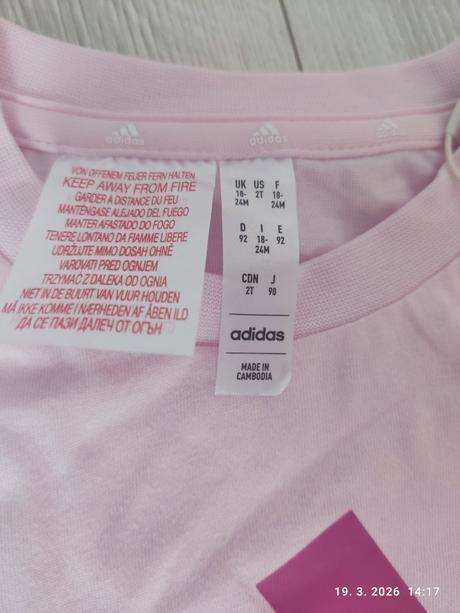 adidas
adidas
adidas
VON OFFENEM FEUER FERN HALTEN
KEEP AWAY FROM FIRE
GARDER A DISTANCE DU FEU
MANTENGASE ALEJADO DEL FUEGO
MANTER AFASTADO DO FOGO
TENERE LONTANO DA FIAMME LIBERE
UDRŽUJTE MIMO DOSAH OHNĚ
VAROVATI PRED OGNJEM
TRZYMAĆ Z DALEKA OD OGNIA
NIET IN DE BUURT VAN VUUR HOUDEN
MÅ IKKE KOMME I NÆRHEDEN AF ÅBEN ILD
ДА СЕ ПАЗИ ДАЛЕЧ ОТ ОГЪН
UK US F
18-24M 2T 18-24M
D I E
92 18-24M 92
CDN J
2T 90
adidas
MADE IN
CAMBODIA
19. 3. 2026 14:17